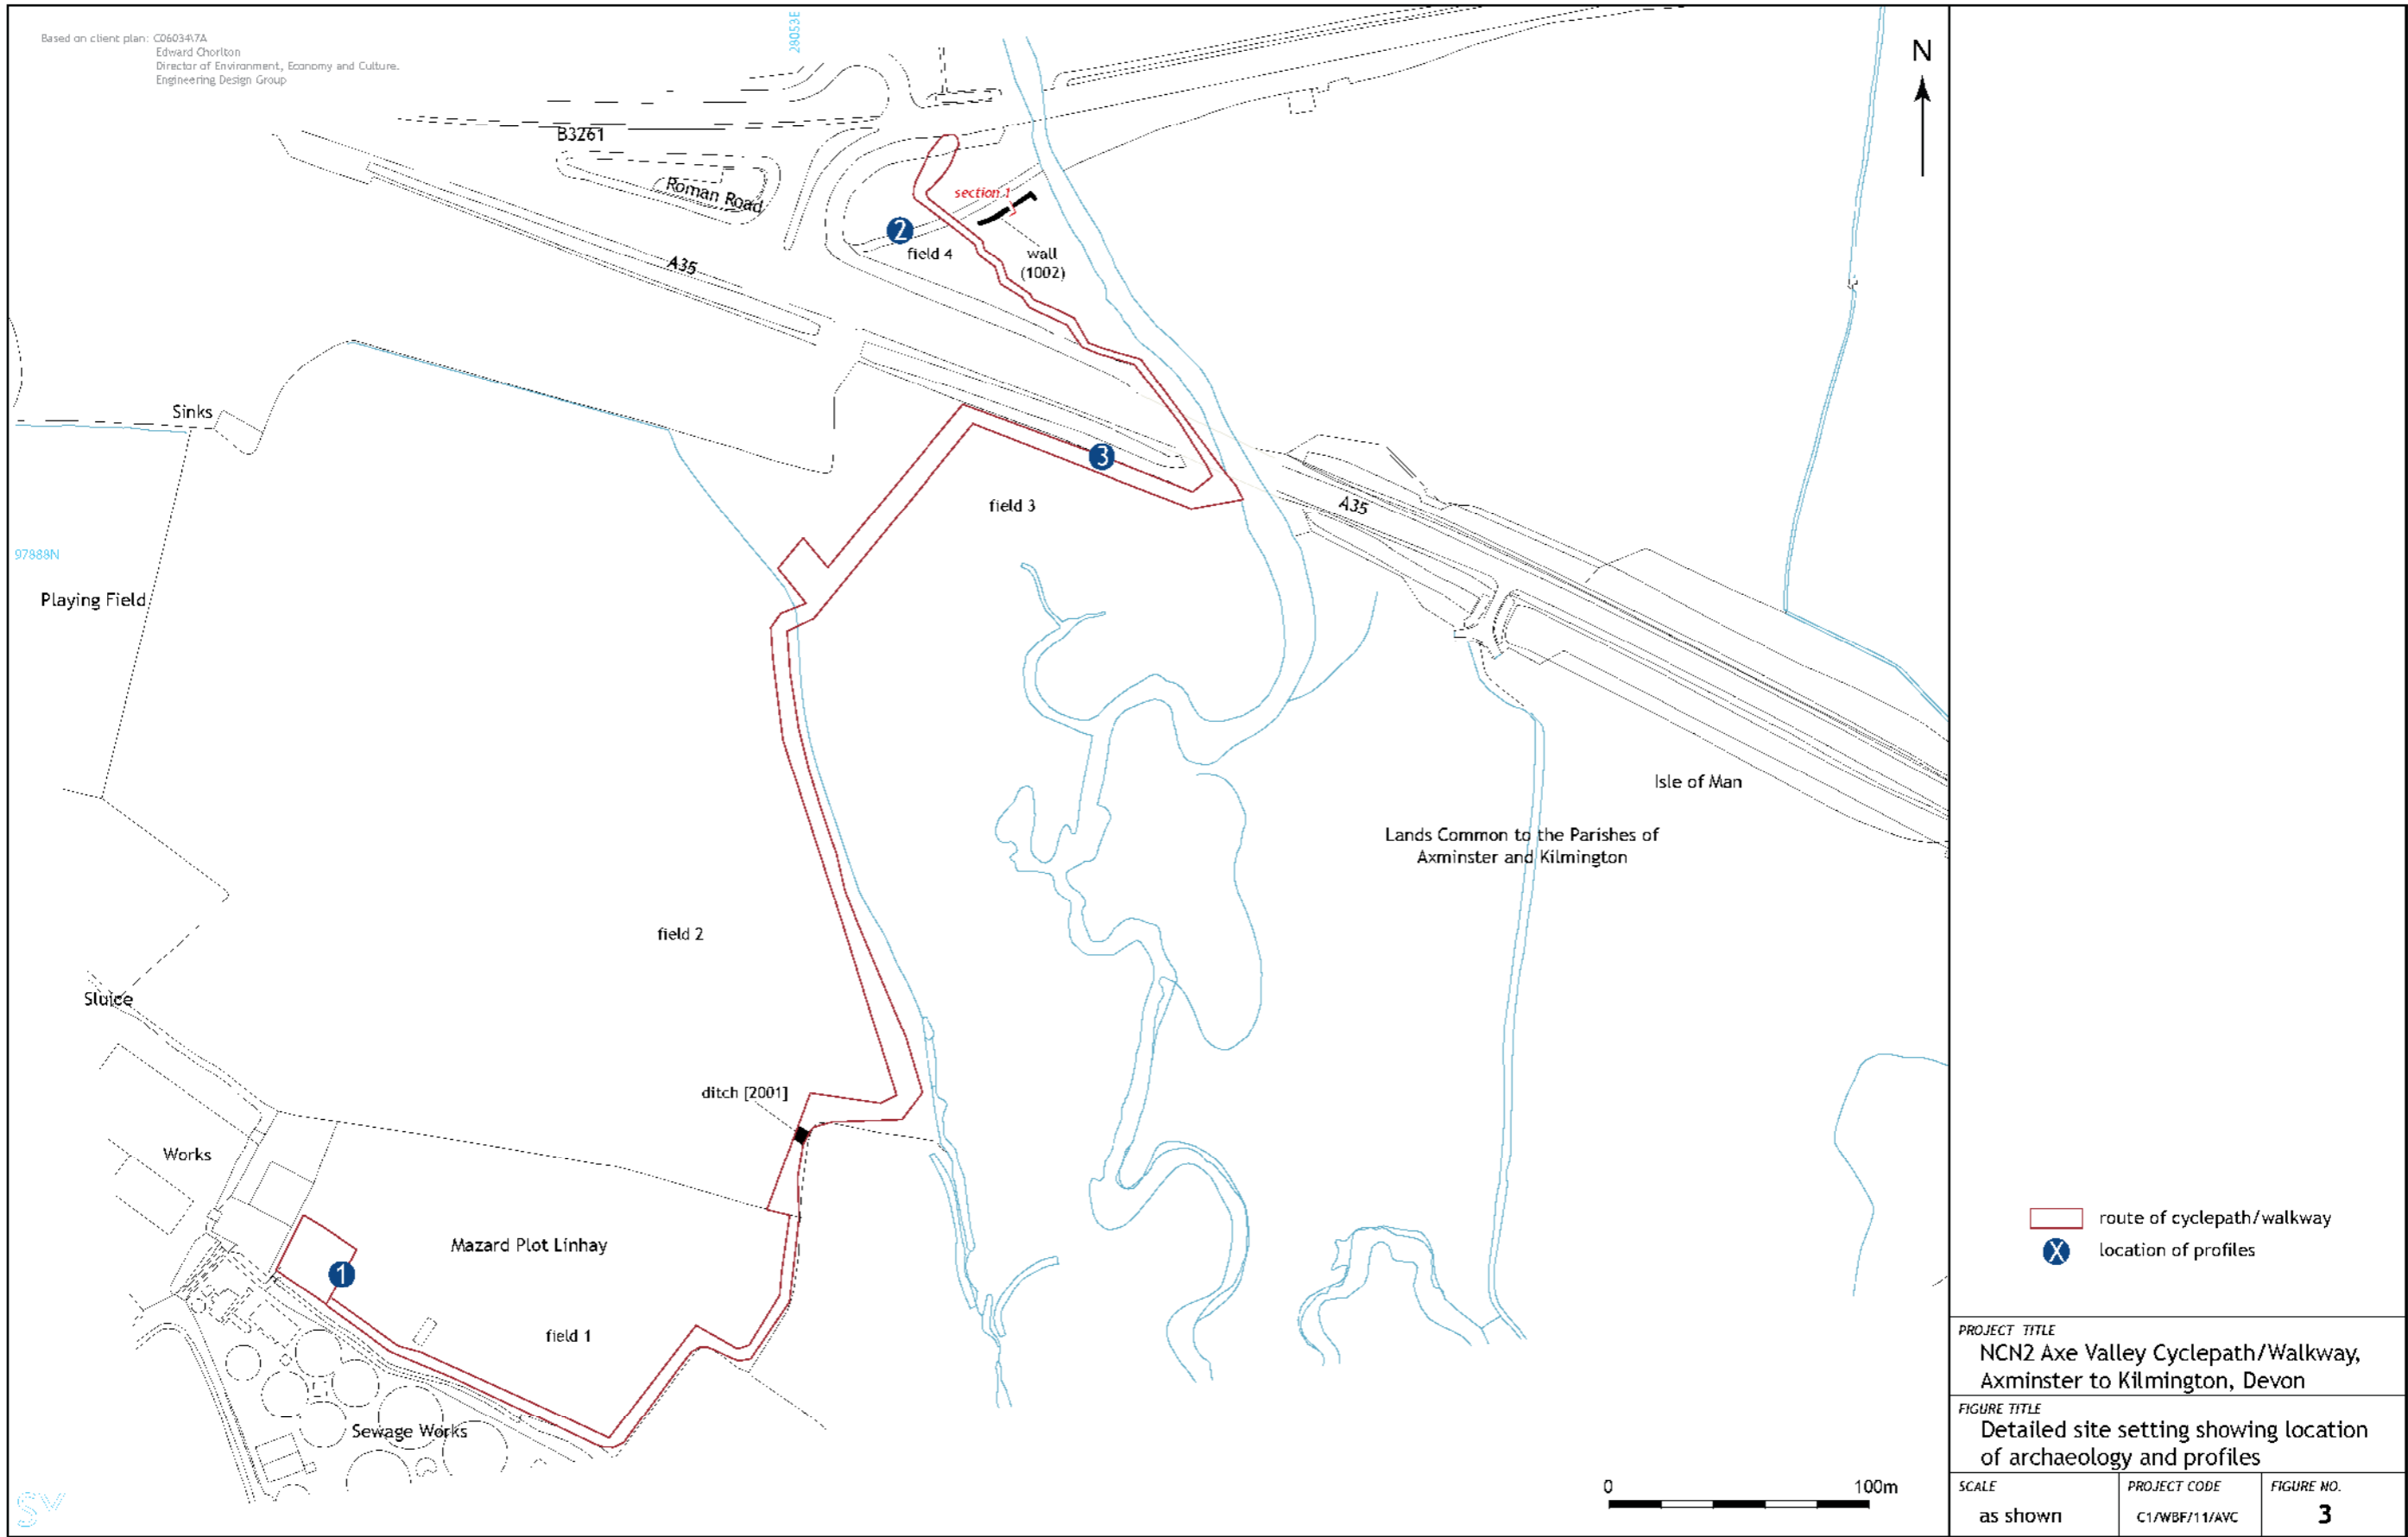 Based on client plan: C06034\7A
Edward Chorlton
Director of Environment, Economy and Culture.
Engineering Design Group
28053E
N
B3261
Roman Road
section 1
2
field 4
wall
(1002)
A35
Sinks
3
field 3
A35
97888N
Playing Field
Isle of Man
Lands Common to the Parishes of
Axminster and Kilmington
field 2
Sluice
ditch [2001]
Works
Mazard Plot Linhay
1
field 1
Sewage Works
SY
0 100m
route of cyclepath/walkway
X location of profiles
PROJECT TITLE
NCN2 Axe Valley Cyclepath/Walkway,
Axminster to Kilmington, Devon
FIGURE TITLE
Detailed site setting showing location
of archaeology and profiles
SCALE
as shown
PROJECT CODE
C1/WBF/11/AVC
FIGURE NO.
3